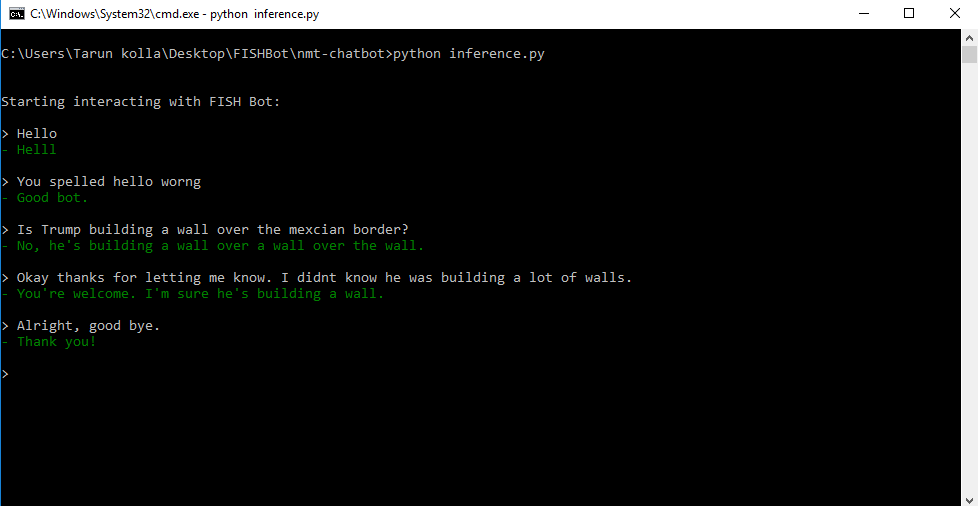 C:\Windows\System32\cmd.exe - python  inference.py
C:\Users\Tarun kolla\Desktop\FISHBot\nmt-chatbot>python inference.py
Starting interacting with FISH Bot:
> Hello
- Helll
> You spelled hello worng
- Good bot.
> Is Trump building a wall over the mexcian border?
- No, he's building a wall over a wall over the wall.
> Okay thanks for letting me know. I didnt know he was building a lot of walls.
- You're welcome. I'm sure he's building a wall.
> Alright, good bye.
- Thank you!
>